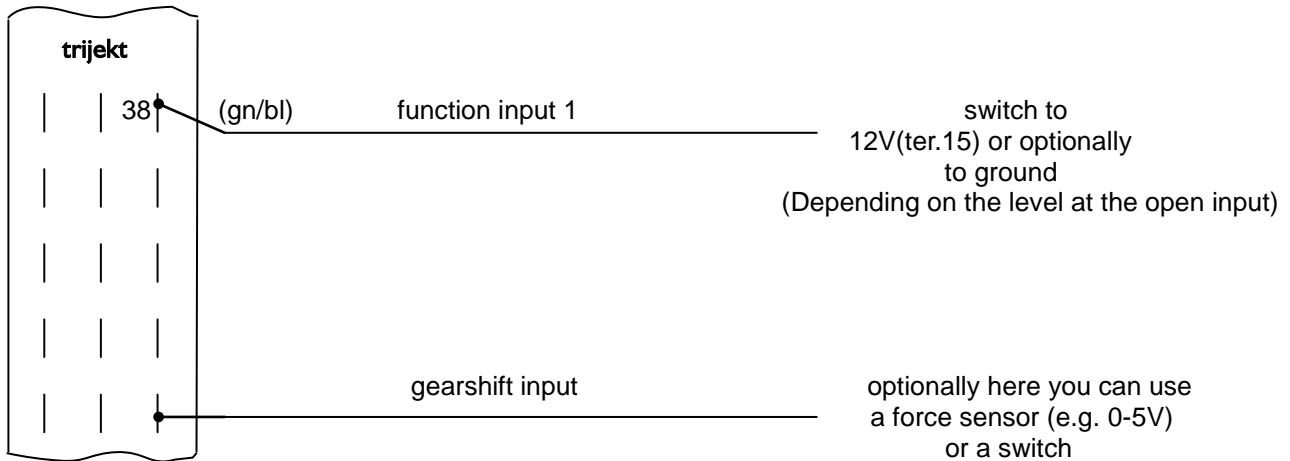 trijekt
38 (gn/bl) function input 1 switch to
12V(ter.15) or optionally
to ground
(Depending on the level at the open input)
gearshift input optionally here you can use
a force sensor (e.g. 0-5V)
or a switch